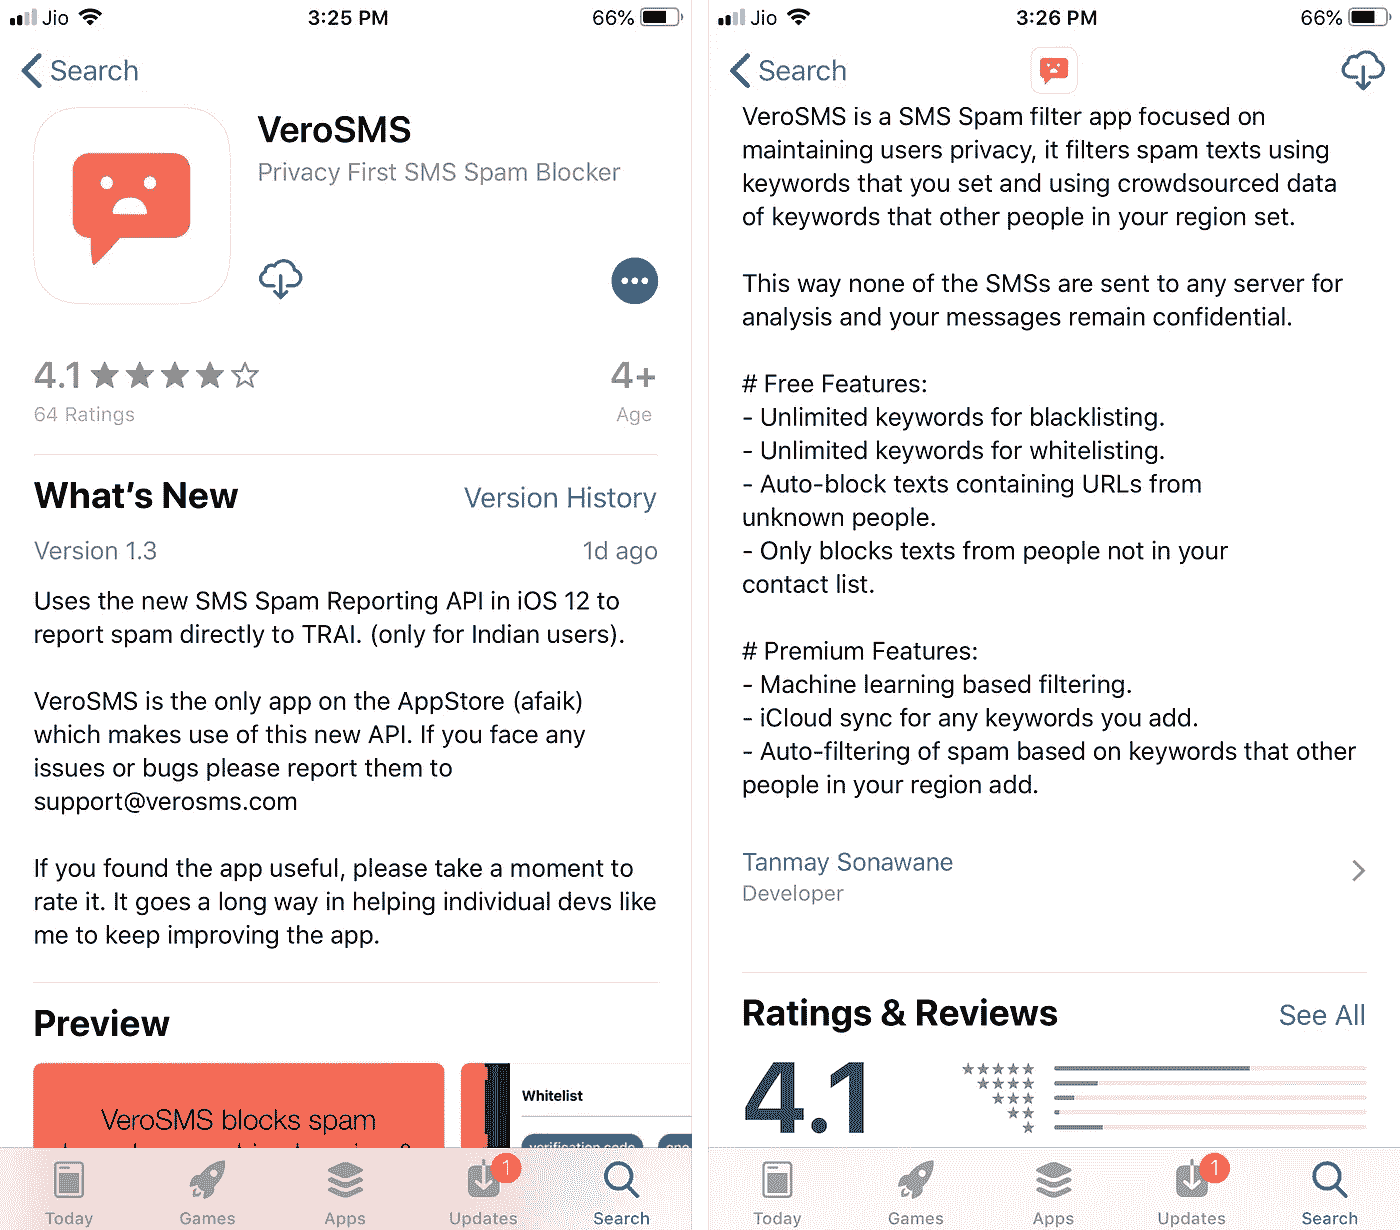 Jio
3:25 PM
66%
Search
VeroSMS
Privacy First SMS Spam Blocker
4.1
4+
64 Ratings
Age
What's New
Version History
Version 1.3
1d ago
Uses the new SMS Spam Reporting API in iOS 12 to
report spam directly to TRAI. (only for Indian users).
VeroSMS is the only app on the AppStore (afaik)
which makes use of this new API. If you face any
issues or bugs please report them to
support@verosms.com
If you found the app useful, please take a moment to
rate it. It goes a long way in helping individual devs like
me to keep improving the app.
Preview
VeroSMS blocks spam
Whitelist
verification code
Today
Games
Apps
1
Updates
Search
Jio
3:26 PM
66%
Search
VeroSMS is a SMS Spam filter app focused on
maintaining users privacy, it filters spam texts using
keywords that you set and using crowdsourced data
of keywords that other people in your region set.
This way none of the SMSs are sent to any server for
analysis and your messages remain confidential.
# Free Features:
- Unlimited keywords for blacklisting.
- Unlimited keywords for whitelisting.
- Auto-block texts containing URLs from
unknown people.
- Only blocks texts from people not in your
contact list.
# Premium Features:
- Machine learning based filtering.
- iCloud sync for any keywords you add.
- Auto-filtering of spam based on keywords that other
people in your region add.
Tanmay Sonawane
Developer
Ratings & Reviews
See All
4.1
Today
Games
Apps
1
Updates
Search